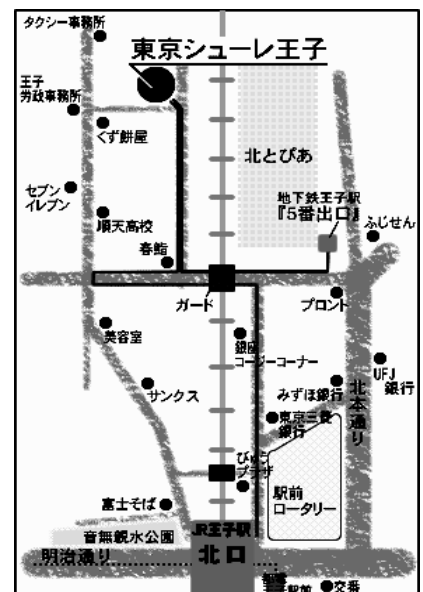 タクシー事務所
東京シューレ王子
王子
労政事務所
くず餅屋
北とぴあ
セブン
イレブン
地下鉄王子駅
『5番出口』
順天高校
ふじせん
春鮨
ガード
プロント
美容室
銀座
コージーコーナー
UFJ
銀行
サンクス
みずほ銀行
北本通り
東京三菱
銀行
びゅう
プラザ
駅前
ロータリー
富士そば
JR王子駅
北口
音無親水公園
明治通り
駅前
交番